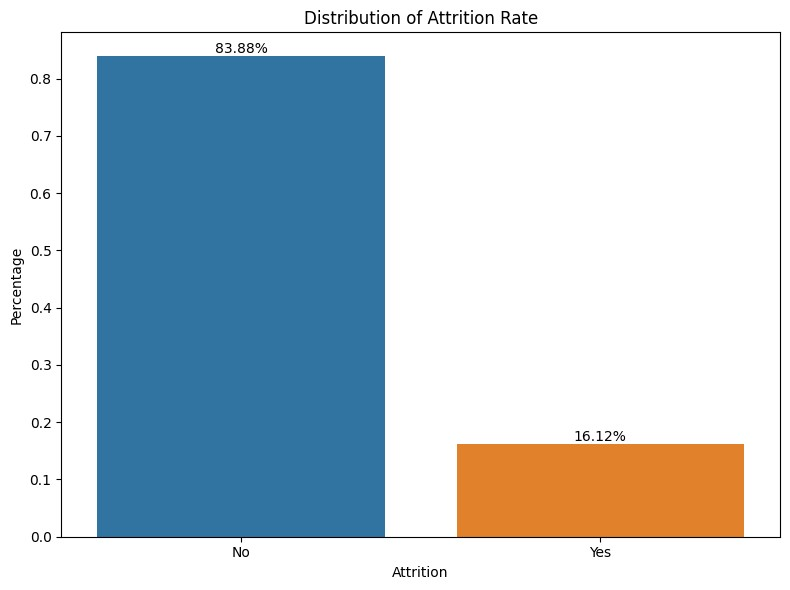 Distribution of Attrition Rate
83.88%
0.8
0.7
0.6
0.5
Percentage
0.4
0.3
0.2
16.12%
0.1
0.0
No
Yes
Attrition